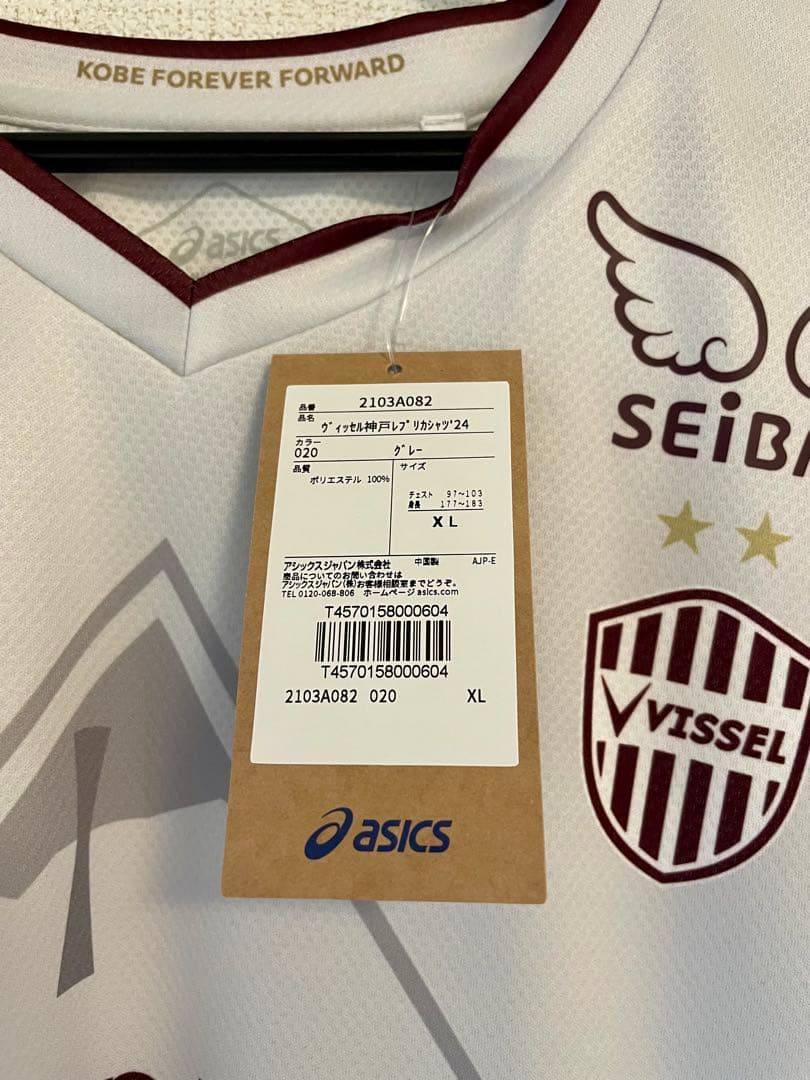 KOBE FOREVER FORWARD
asics
SEiBA
品番 2103A082
品名 ヴィッセル神戸レプリカシャツ'24
カラー
020 グレー
品質 サイズ
ポリエステル 100%
チェスト 97~103
身長 177~183
XL
アシックスジャパン株式会社 中国製 AJP-E
商品についてのお問い合わせは
アシックスジャパン(株)お客様相談室までどうぞ。
TEL 0120-068-806 ホームページ asics.com
T4570158000604
T4570158000604
2103A082 020 XL
VISSEL
asics